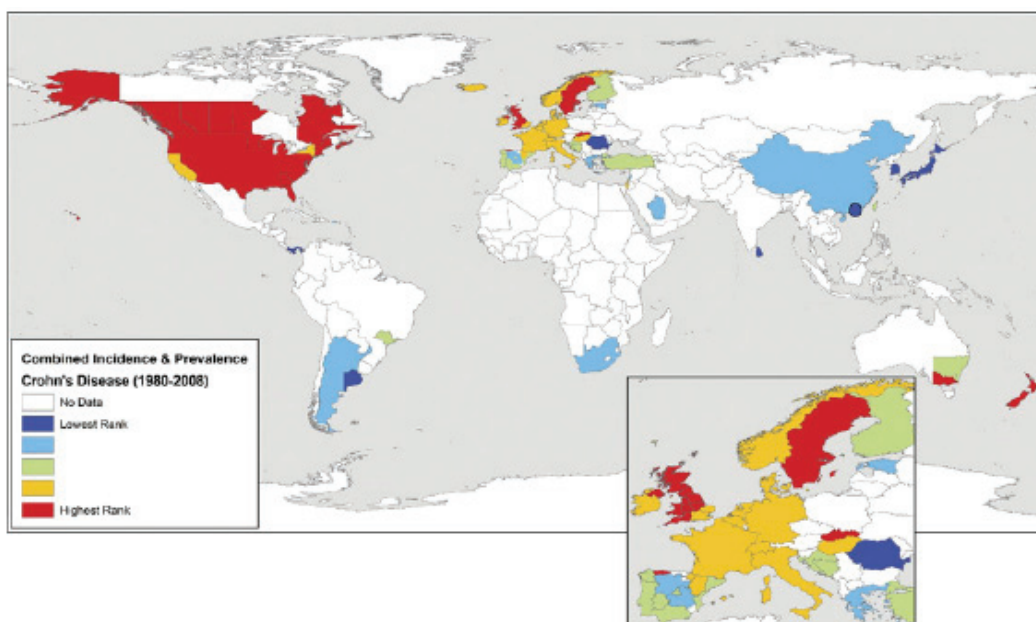 Combined Incidence & Prevalence
Crohn's Disease (1980-2008)
No Data
Lowest Rank
Highest Rank